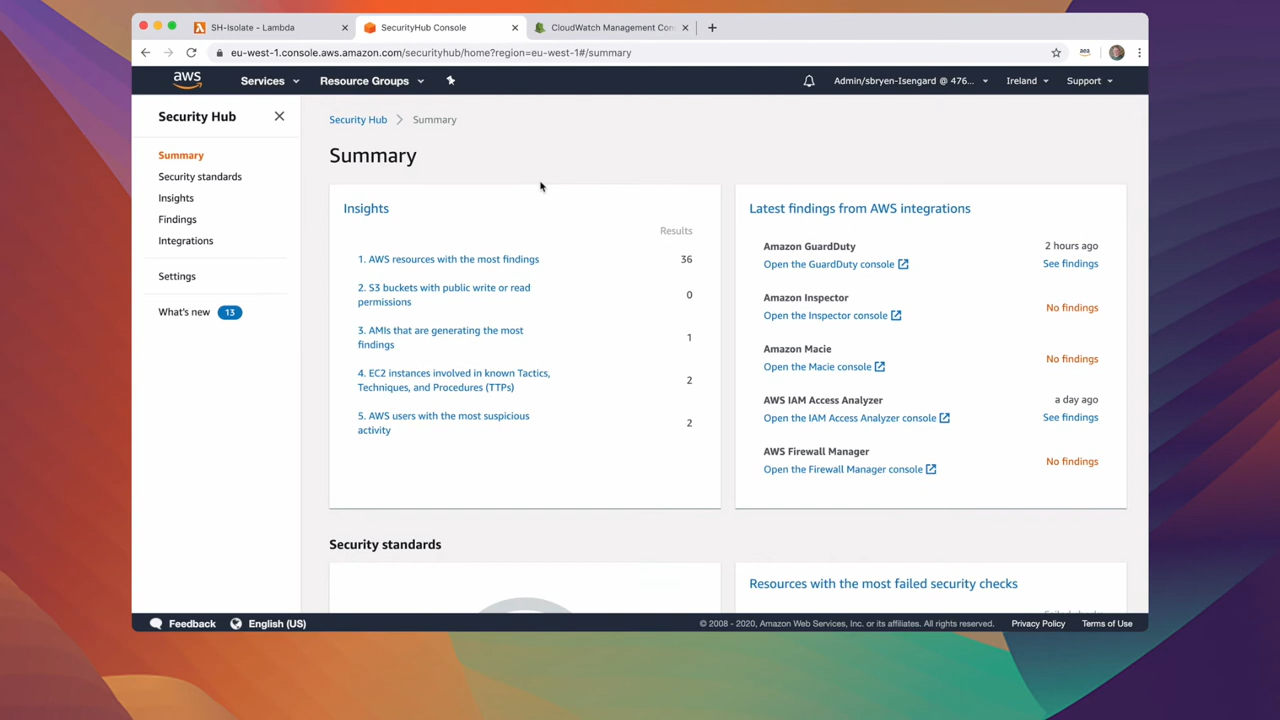 SH-Isolate - Lambda
SecurityHub Console
CloudWatch Management Con
eu-west-1.console.aws.amazon.com/securityhub/home?region=eu-west-1#/summary
aws
Services
Resource Groups
Admin/sbryen-Isengard @ 476...
Ireland
Support
Security Hub
Summary
Security standards
Insights
Findings
Integrations
Settings
What's new 13
Security Hub > Summary
Summary
Insights
Results
1. AWS resources with the most findings 36
2. S3 buckets with public write or read
permissions 0
3. AMIs that are generating the most
findings 1
4. EC2 instances involved in known Tactics,
Techniques, and Procedures (TTPs) 2
5. AWS users with the most suspicious
activity 2
Latest findings from AWS integrations
Amazon GuardDuty 2 hours ago
Open the GuardDuty console See findings
Amazon Inspector
Open the Inspector console No findings
Amazon Macie
Open the Macie console No findings
AWS IAM Access Analyzer a day ago
Open the IAM Access Analyzer console See findings
AWS Firewall Manager
Open the Firewall Manager console No findings
Security standards
Resources with the most failed security checks
Feedback
English (US)
© 2008 - 2020, Amazon Web Services, Inc. or its affiliates. All rights reserved.
Privacy Policy
Terms of Use